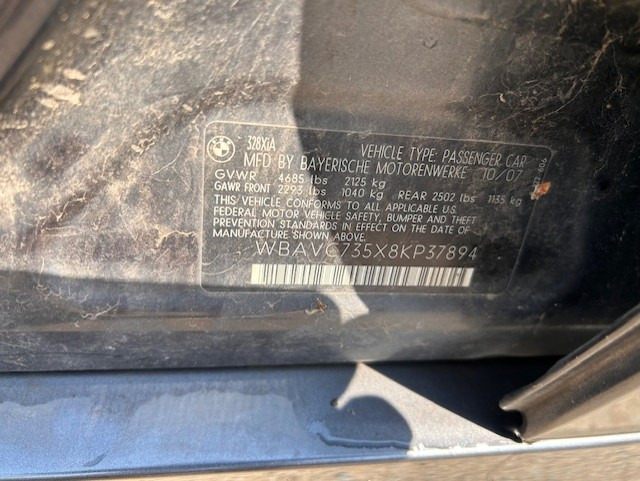 BMW
328XiA VEHICLE TYPE: PASSENGER CAR
MFD BY BAYERISCHE MOTORENWERKE 10/07
GVWR 4685 lbs 2125 kg
GAWR FRONT 2293 lbs 1040 kg REAR 2502 lbs 1135 kg
THIS VEHICLE CONFORMS TO ALL APPLICABLE U.S.
FEDERAL MOTOR VEHICLE SAFETY, BUMPER AND THEFT
PREVENTION STANDARDS IN EFFECT ON THE DATE OF
MANUFACTURE SHOWN ABOVE.
WBAVC735X8KP37894